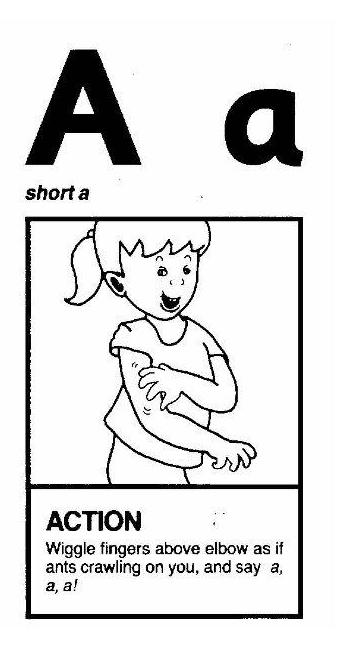 A a
short a
ACTION
Wiggle fingers above elbow as if
ants crawling on you, and say a,
a, a!